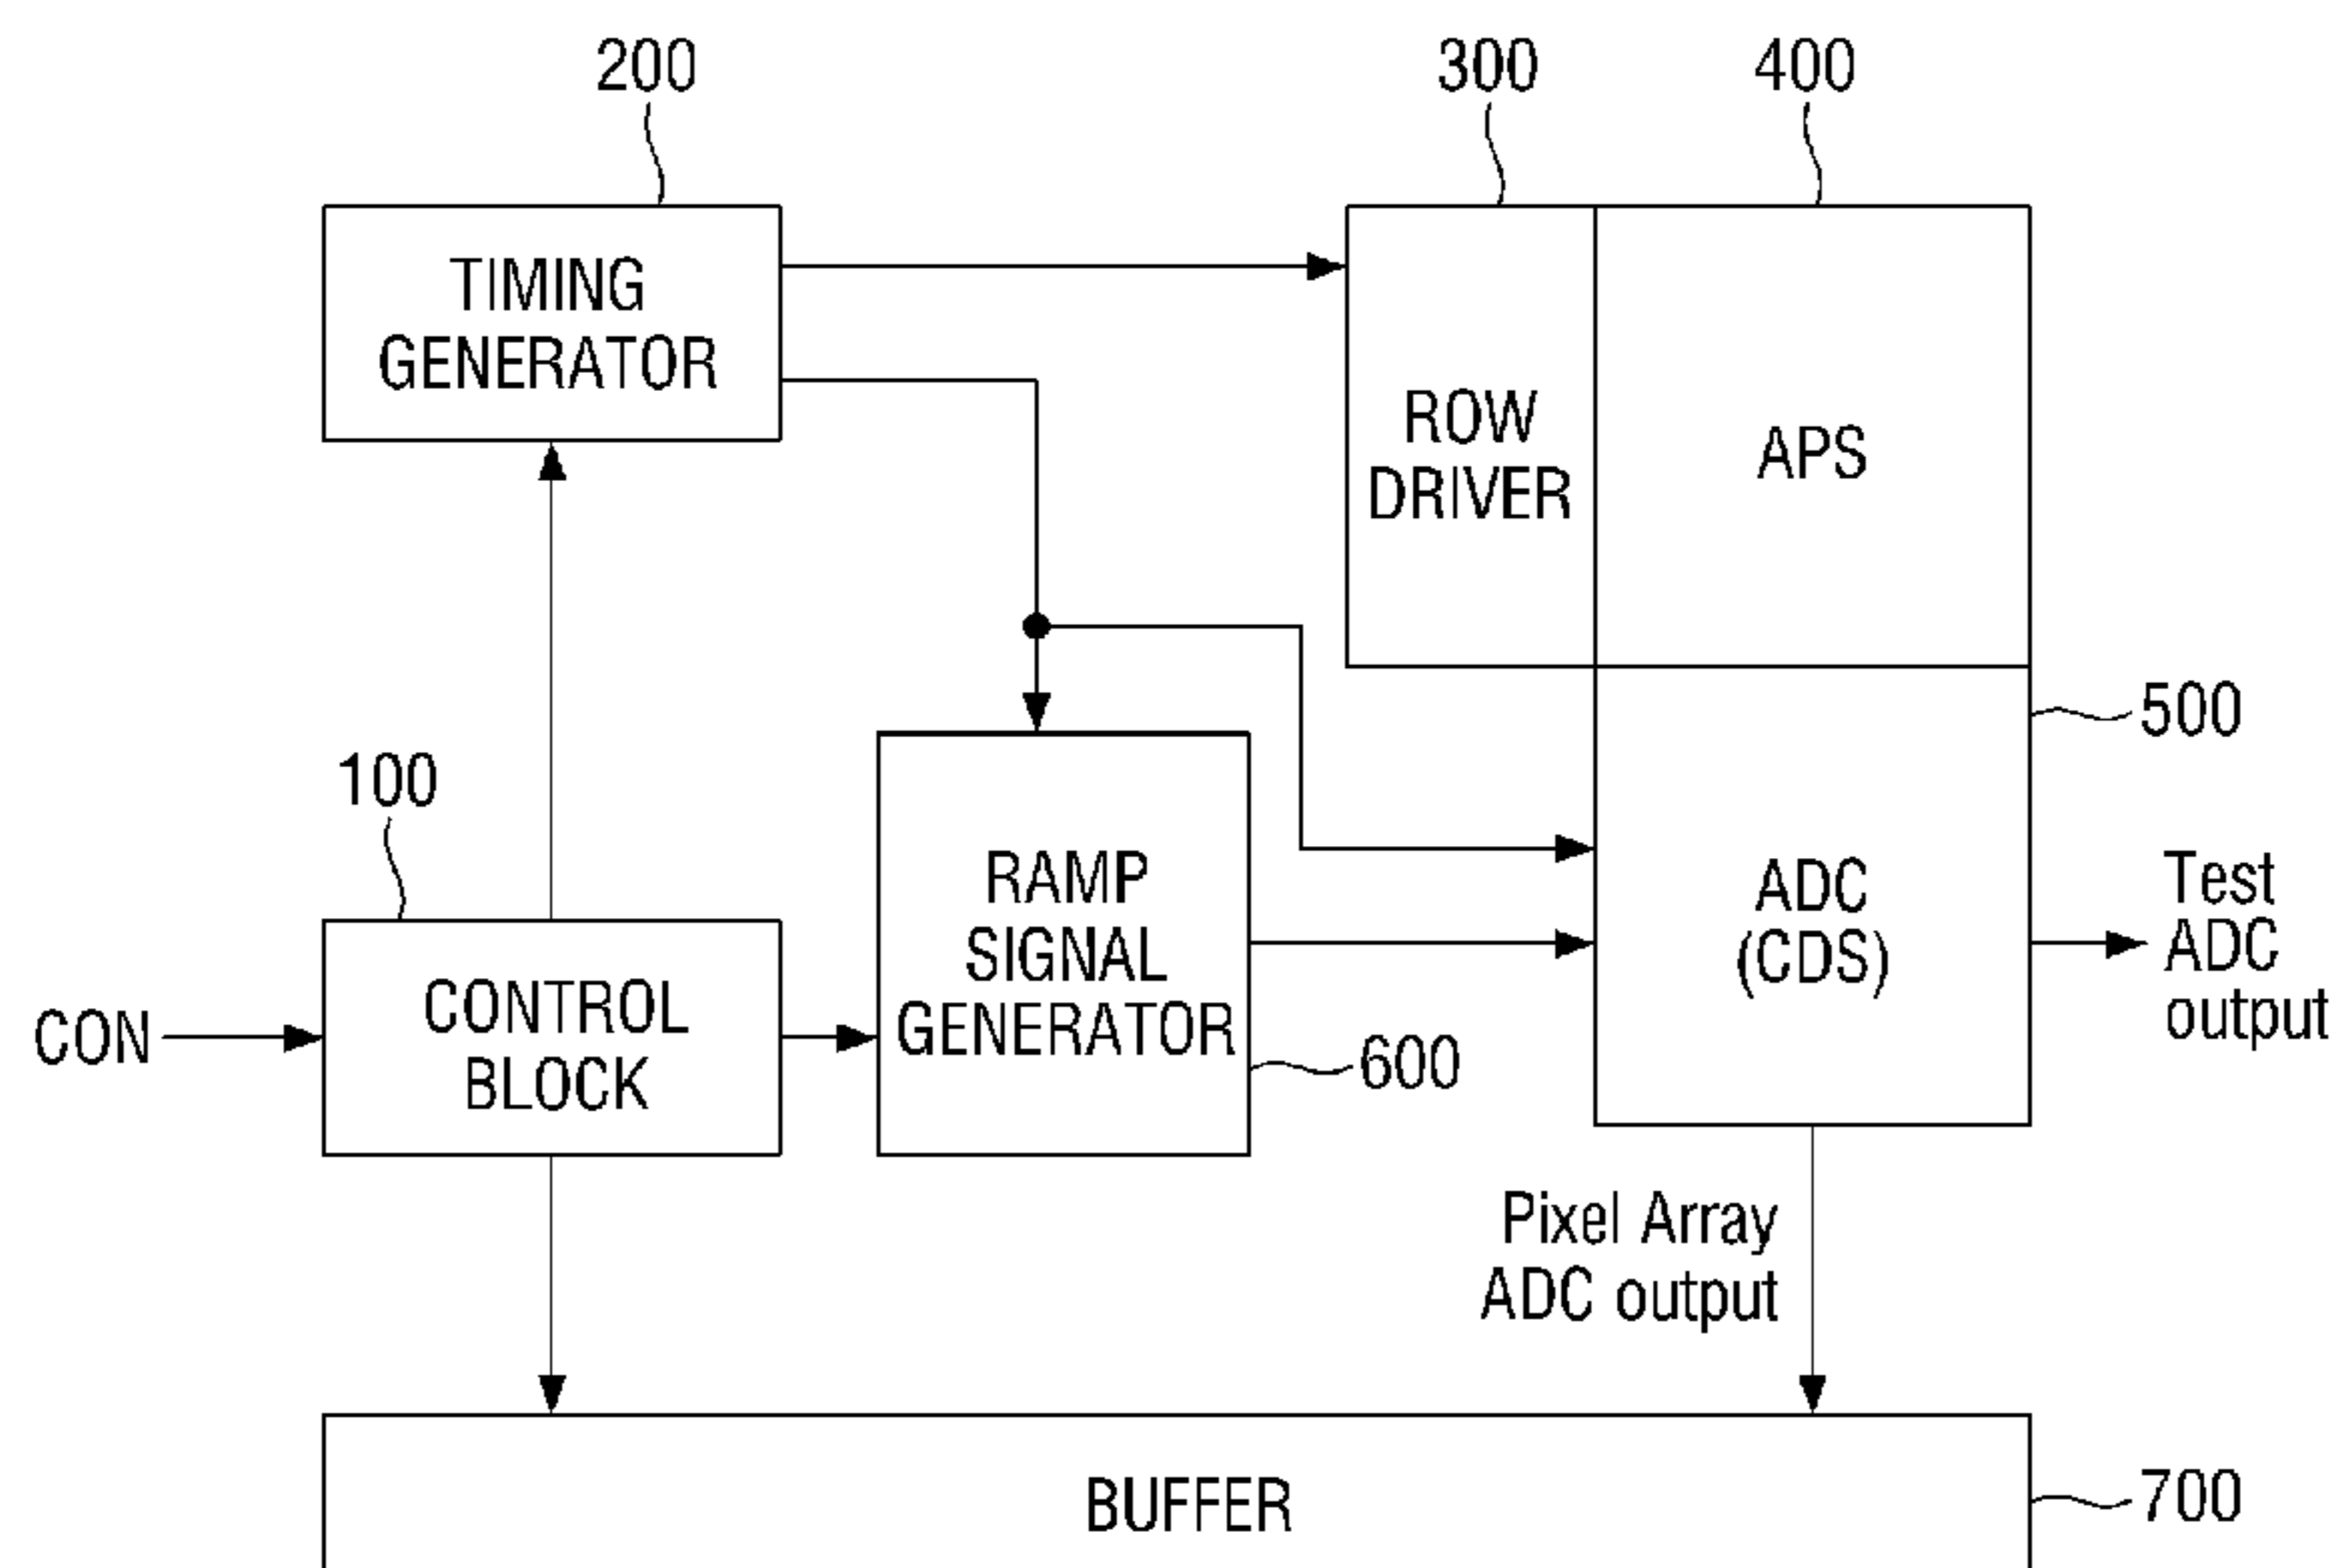 200
300
400
TIMING
GENERATOR
ROW
DRIVER
APS
500
100
RAMP
SIGNAL
GENERATOR
600
ADC
(CDS)
Test
ADC
output
CON
CONTROL
BLOCK
Pixel Array
ADC output
BUFFER
700